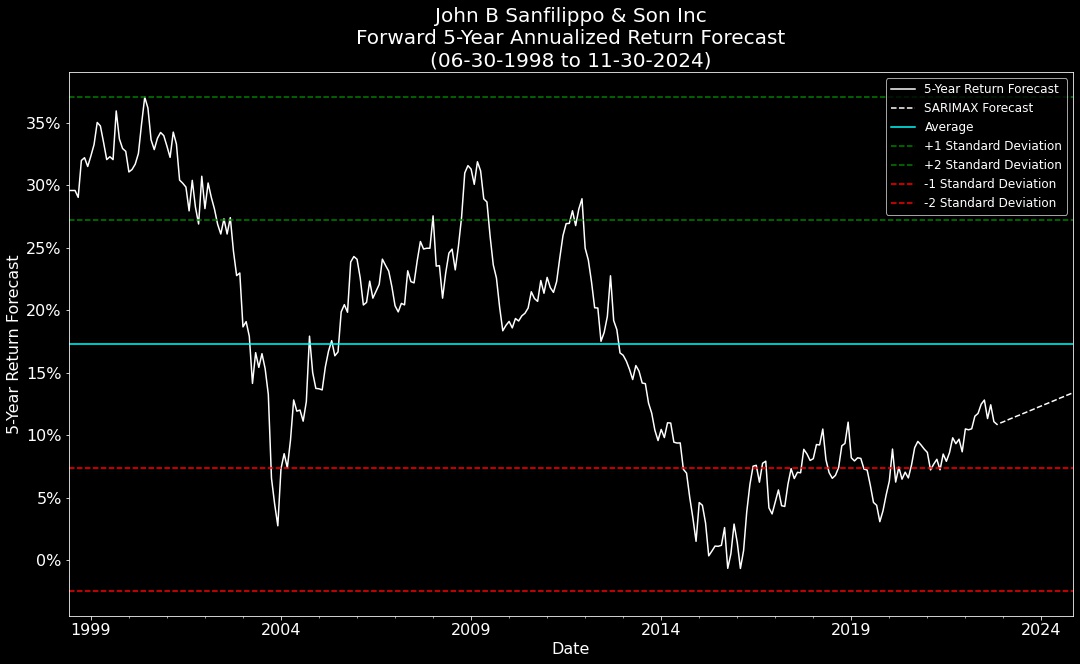 John B Sanfilippo & Son Inc
Forward 5-Year Annualized Return Forecast
(06-30-1998 to 11-30-2024)
5-Year Return Forecast
SARIMAX Forecast
Average
+1 Standard Deviation
+2 Standard Deviation
-1 Standard Deviation
-2 Standard Deviation
5-Year Return Forecast
35%
30%
25%
20%
15%
10%
5%
0%
1999 2004 2009 2014 2019 2024
Date